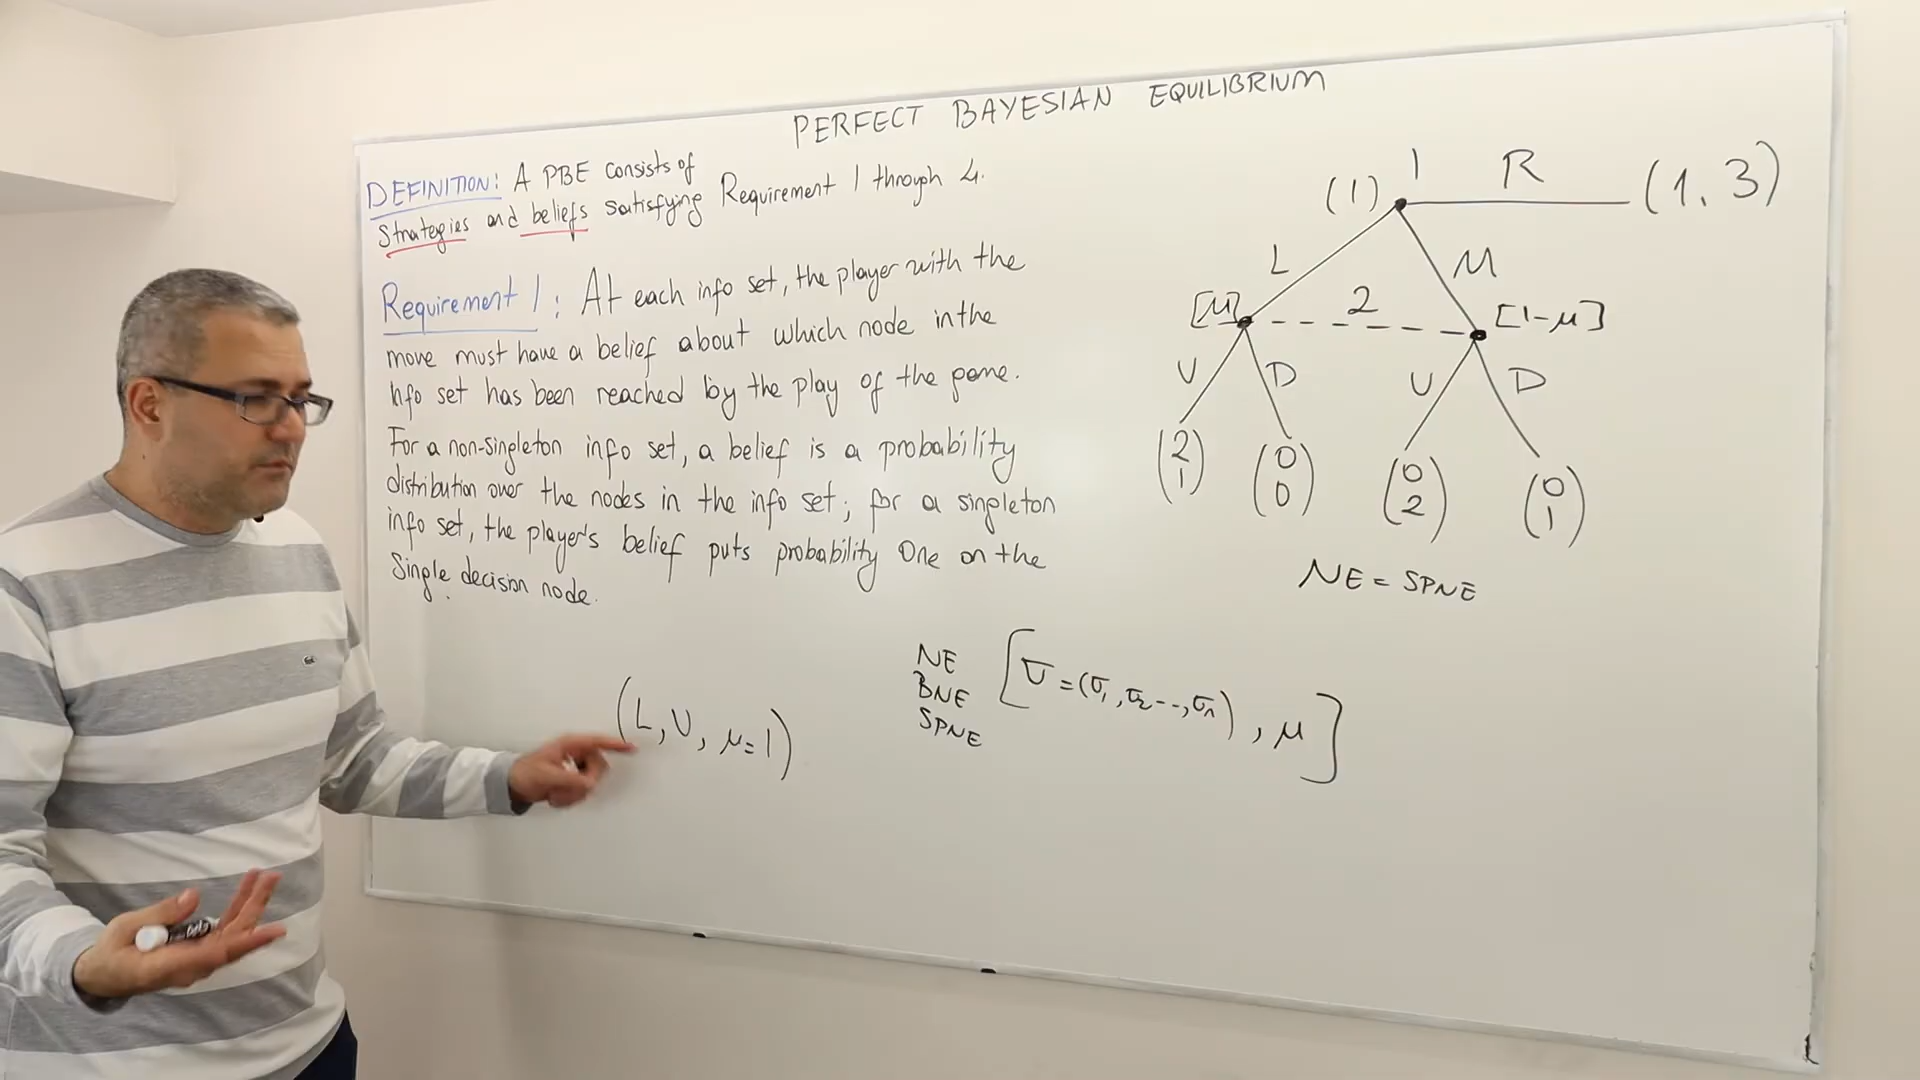 PERFECT BAYESIAN EQUILIBRIUM
DEFINITION: A PBE consists of
Strategies and beliefs satisfying Requirement 1 through 4.
Requirement 1: At each info set, the player with the
move must have a belief about which node in the
Info set has been reached by the play of the game.
For a non-singleton info set, a belief is a probability
distribution over the nodes in the info set; for a singleton
info set, the player's belief puts probability One on the
Single decision node.
(L, U, μ=1)
NE
BNE
SPNE
[σ=(σ1, σ2--, σn), μ]
1
(1) R (1, 3)
L M
[μ] 2 [1-μ]
U D U D
(2 1) (0 0) (0 2) (0 1)
NE = SPNE